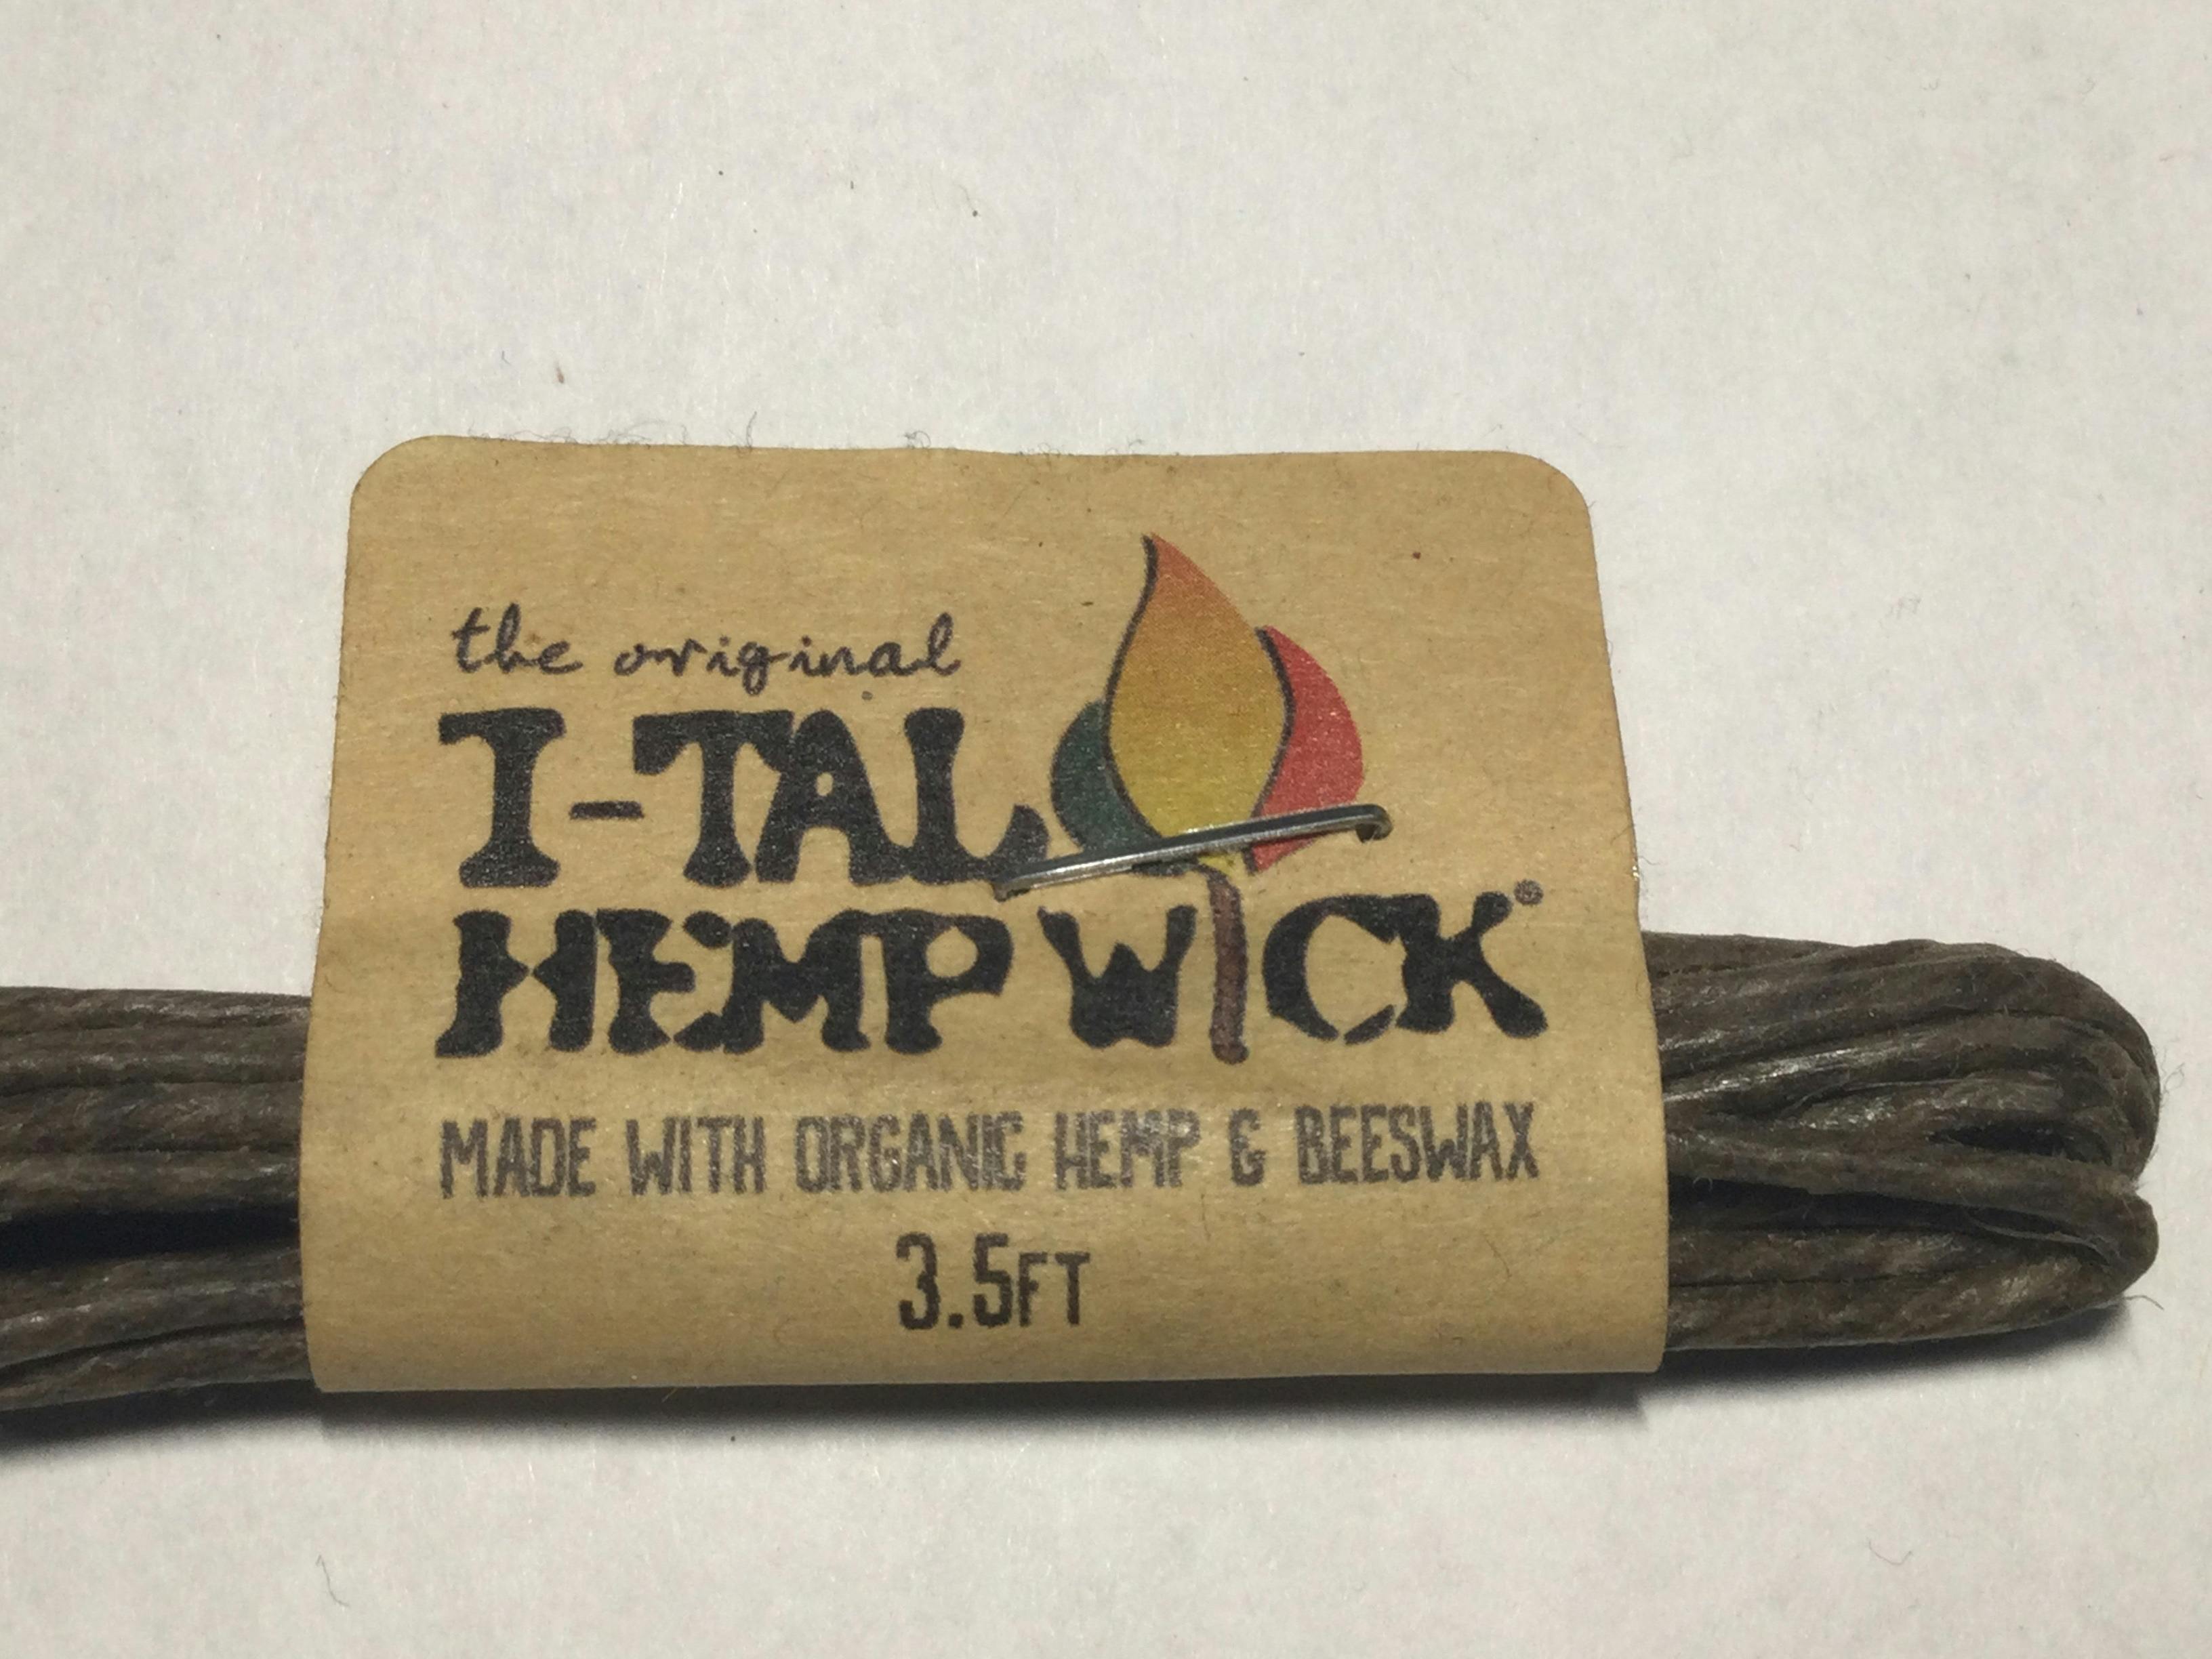 the original
I-TAL
HEMP WICK®
MADE WITH ORGANIC HEMP & BEESWAX
3.5FT